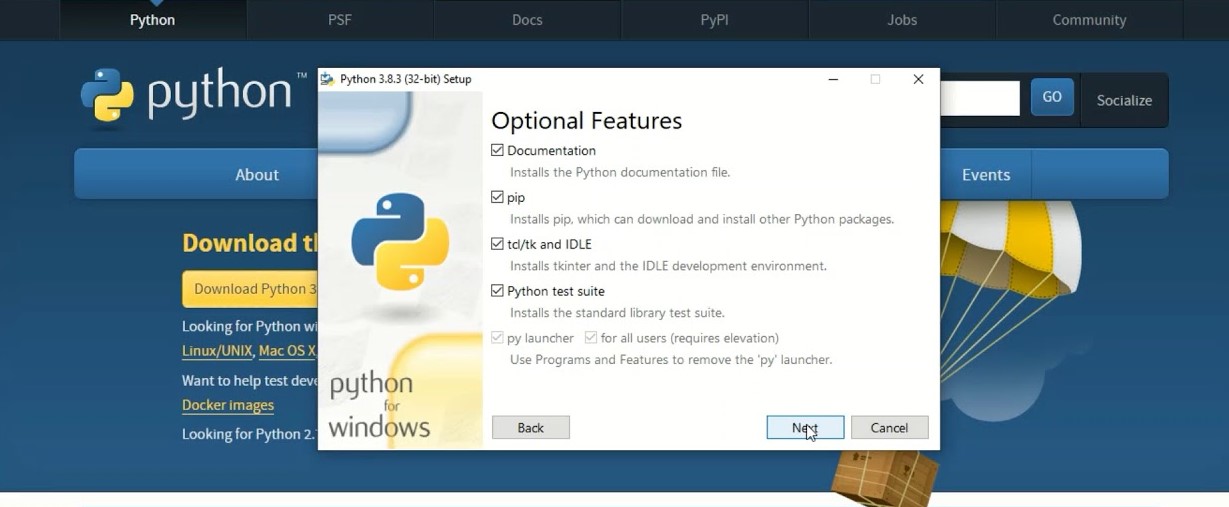 Python
PSF
Docs
PyPI
Jobs
Community
python™
GO
Socialize
About
Events
Download
Download Python 3
Looking for Python
Linux/UNIX, Mac OS X,
Want to help test
Docker images
Looking for Python 2.
Python 3.8.3 (32-bit) Setup
Optional Features
Documentation
Installs the Python documentation file.
pip
Installs pip, which can download and install other Python packages.
tcl/tk and IDLE
Installs tkinter and the IDLE development environment.
Python test suite
Installs the standard library test suite.
py launcher for all users (requires elevation)
Use Programs and Features to remove the 'py' launcher.
python
for
windows
Back
Next
Cancel